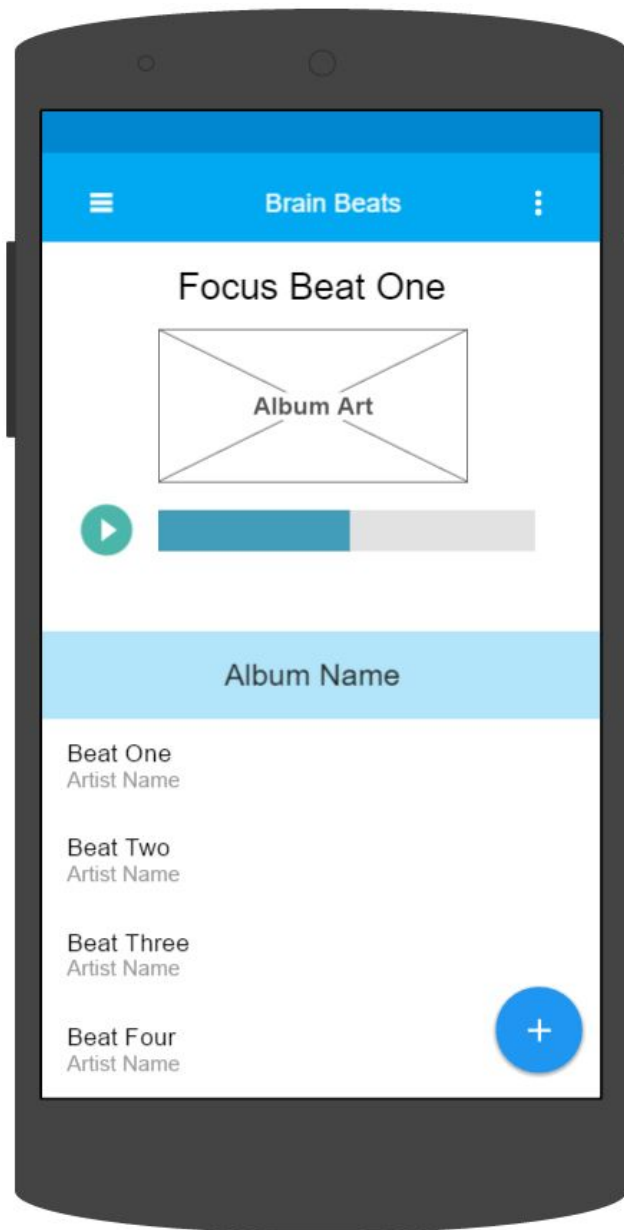 Brain Beats
Focus Beat One
Album Art
Album Name
Beat One
Artist Name
Beat Two
Artist Name
Beat Three
Artist Name
Beat Four
Artist Name